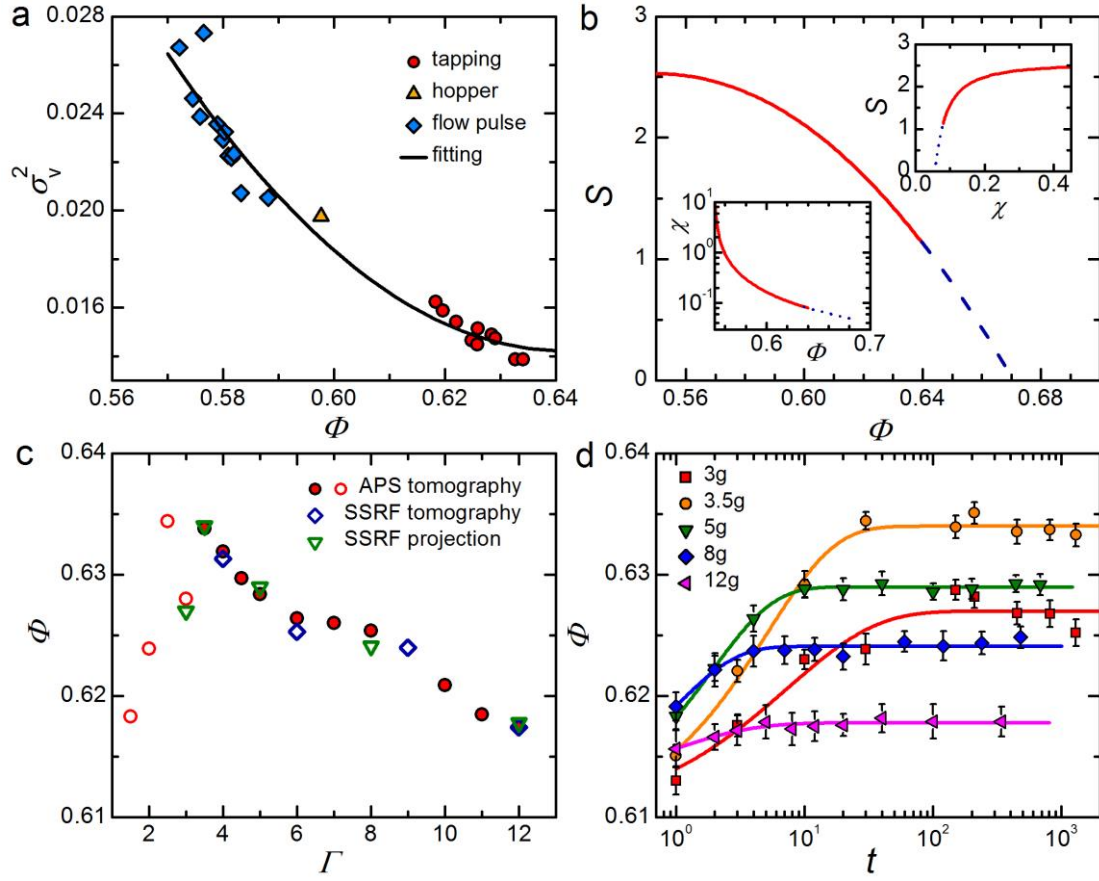 a
0.028
0.024
0.020
0.016
σ²ᵥ
tapping
hopper
flow pulse
fitting
0.56 0.58 0.60 0.62 0.64
Φ
b
3
2
1
0
S
3
2
1
0
S
0.0 0.2 0.4
χ
10¹
10⁰
10⁻¹
χ
0.6 0.7
Φ
0.56 0.60 0.64 0.68
Φ
c
0.64
0.63
0.62
0.61
Φ
APS tomography
SSRF tomography
SSRF projection
2 4 6 8 10 12
Γ
d
0.64
0.63
0.62
0.61
Φ
3g
3.5g
5g
8g
12g
10⁰ 10¹ 10² 10³
t